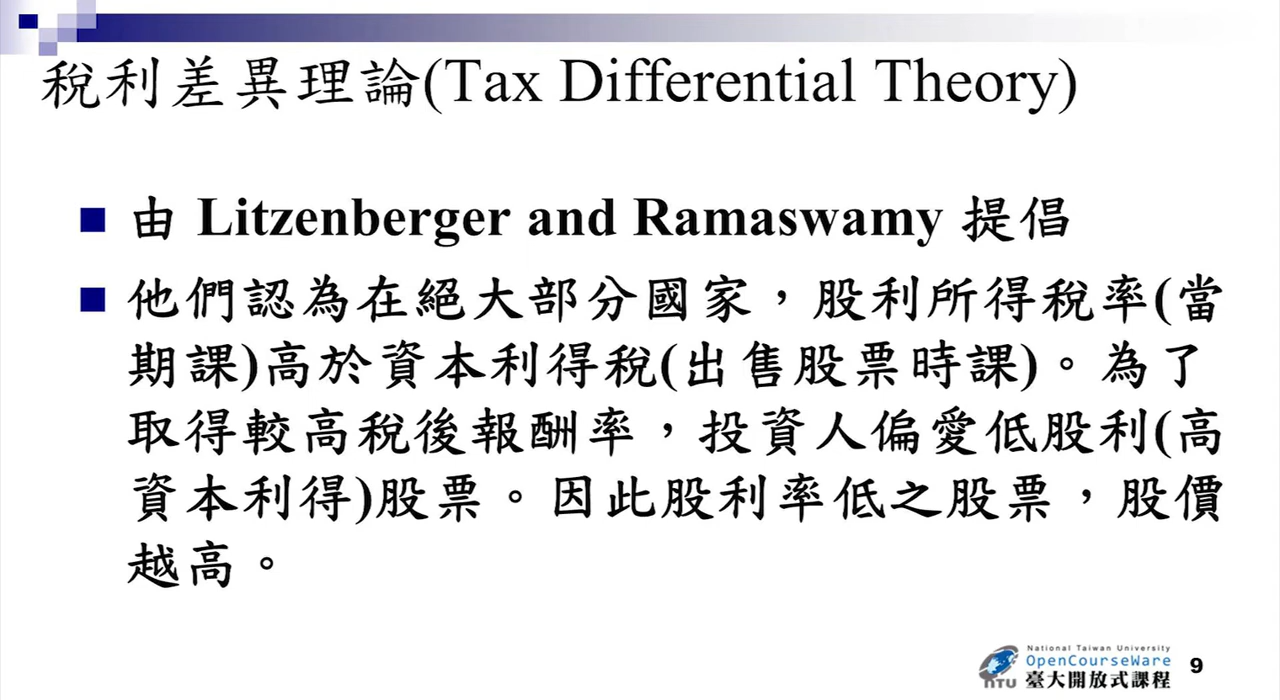 稅利差異理論(Tax Differential Theory)
由 Litzenberger and Ramaswamy 提倡
他們認為在絕大部分國家，股利所得稅率(當
期課)高於資本利得稅(出售股票時課)。為了
取得較高稅後報酬率，投資人偏愛低股利(高
資本利得)股票。因此股利率低之股票，股價
越高。
National Taiwan University
OpenCourseWare
NTU 臺大開放式課程
9